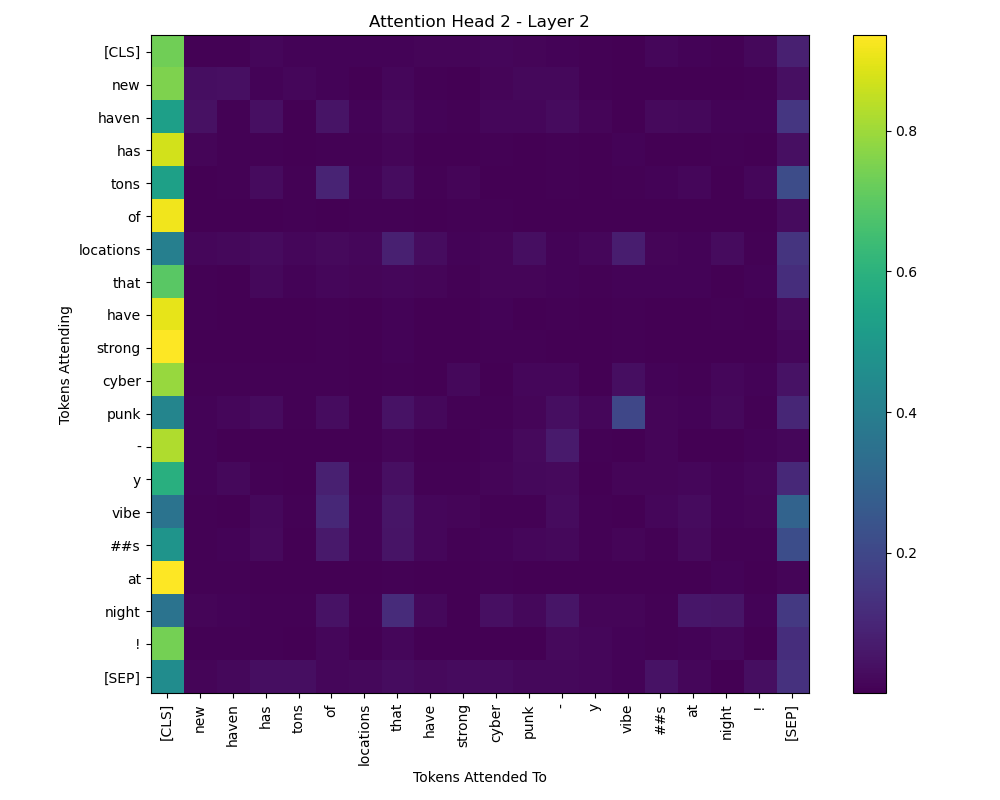 Attention Head 2 - Layer 2
[CLS]
new
haven
has
tons
of
locations
that
have
strong
cyber
punk
-
y
vibe
##s
at
night
!
[SEP]
Tokens Attending
[CLS]
new
haven
has
tons
of
locations
that
have
strong
cyber
punk
-
y
vibe
##s
at
night
!
[SEP]
Tokens Attended To
0.8
0.6
0.4
0.2